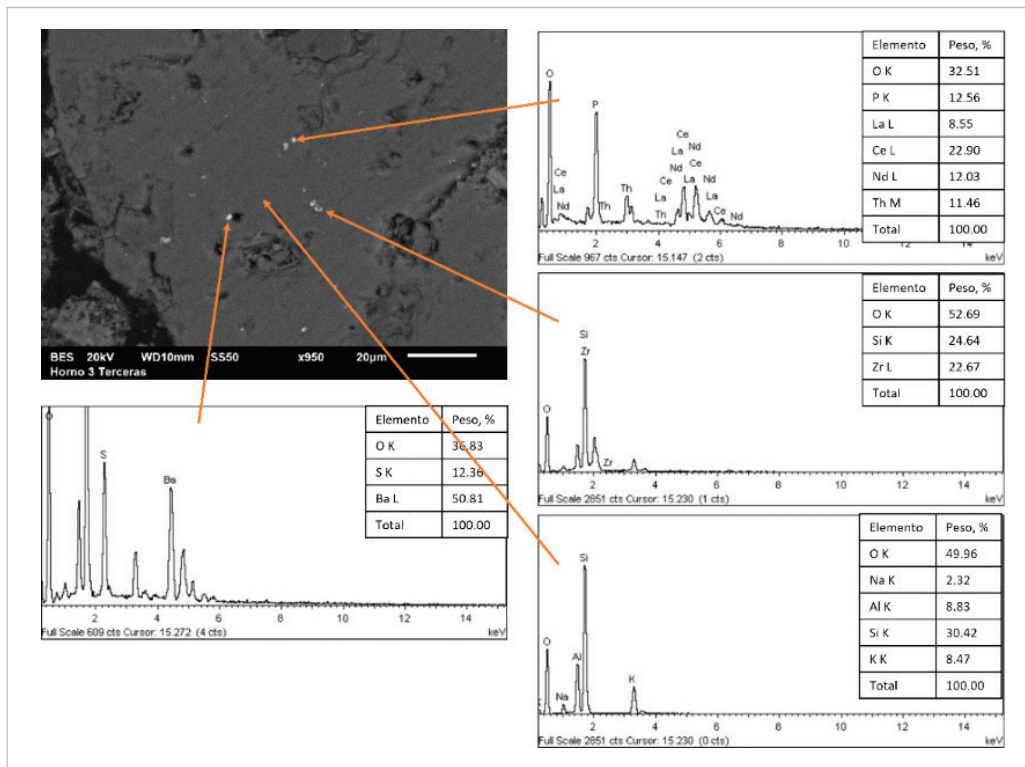 BES 20kV WD10mm SS50 x950 20µm
Horno 3 Terceras
O
P
Ce
La
Nd
Th
Th
Ce
La
Nd
Ce
La
Nd
Ce
La
Nd
Ce
La
Nd
Ce
Nd
2 4 6 8 10 12 14
Full Scale 967 cts Cursor: 15.147 (2 cts) keV
Elemento Peso, %
O K 32.51
P K 12.56
La L 8.55
Ce L 22.90
Nd L 12.03
Th M 11.46
Total 100.00
O
Si
Zr
Zr
2 4 6 8 10 12 14
Full Scale 2851 cts Cursor: 15.230 (1 cts) keV
Elemento Peso, %
O K 52.69
Si K 24.64
Zr L 22.67
Total 100.00
O
S
Ba
2 4 6 8 10 12 14
Full Scale 609 cts Cursor: 15.272 (4 cts) keV
Elemento Peso, %
O K 36.83
S K 12.36
Ba L 50.81
Total 100.00
O
Na
Al
Si
K
2 4 6 8 10 12 14
Full Scale 2851 cts Cursor: 15.230 (0 cts) keV
Elemento Peso, %
O K 49.96
Na K 2.32
Al K 8.83
Si K 30.42
K K 8.47
Total 100.00